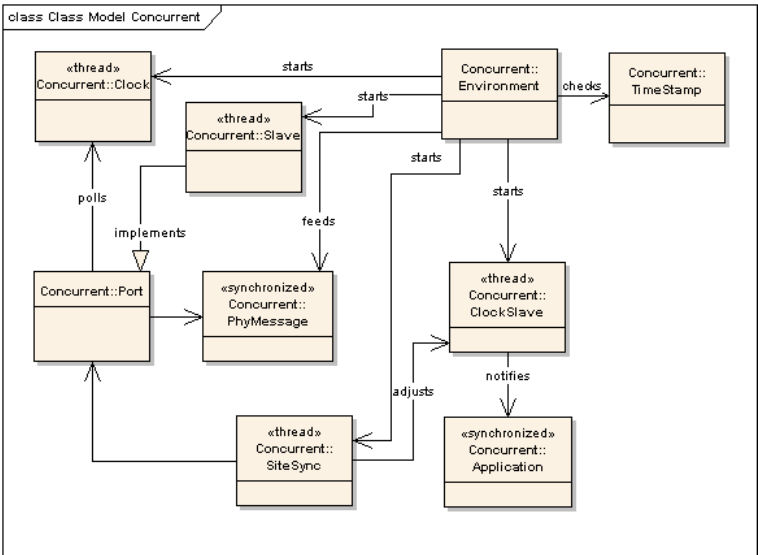 class Class Model Concurrent
«thread»
Concurrent::Clock
starts
Concurrent::
Environment
checks
Concurrent::
TimeStamp
starts
«thread»
Concurrent::Slave
starts
starts
polls
implements
feeds
Concurrent::Port
«synchronized»
Concurrent::
PhyMessage
«thread»
Concurrent::
ClockSlave
notifies
adjusts
«thread»
Concurrent::
SiteSync
«synchronized»
Concurrent::
Application